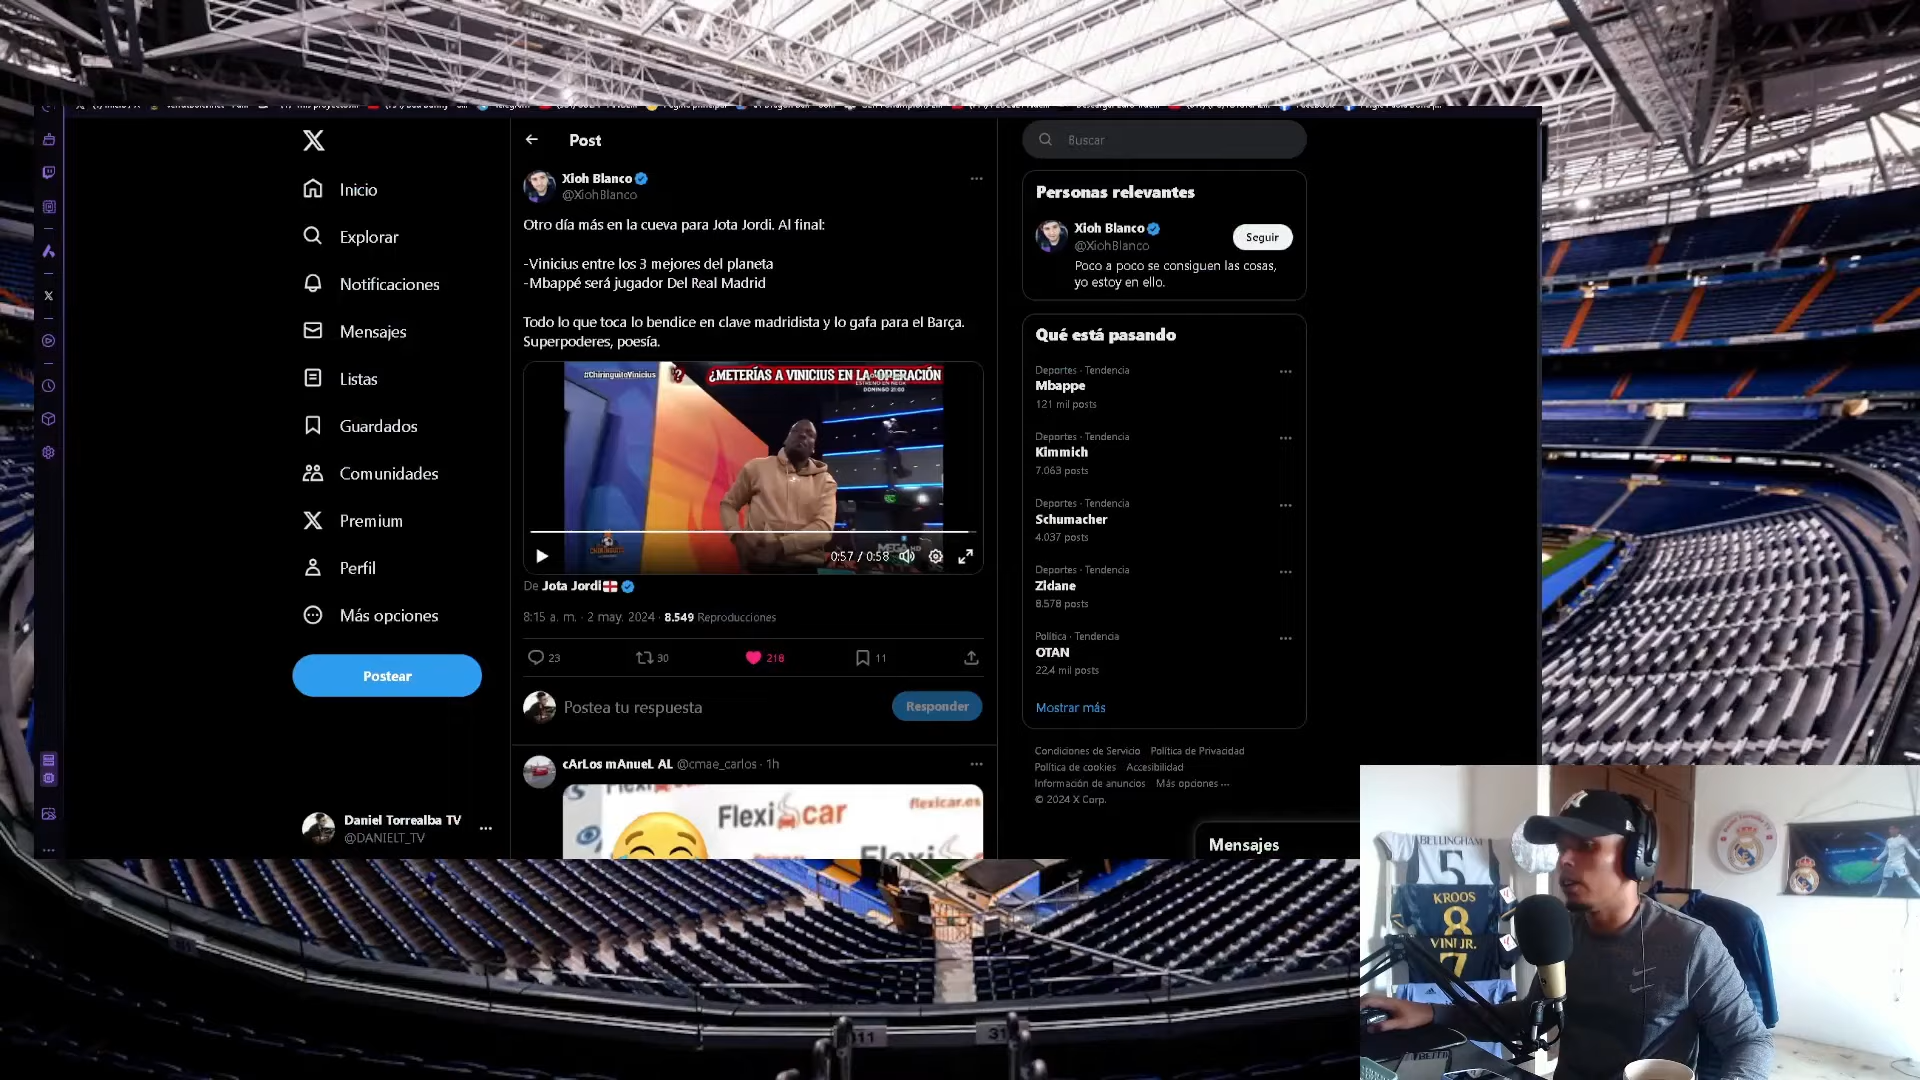 Post
Buscar
Inicio
Explorar
Notificaciones
Mensajes
Listas
Guardados
Comunidades
Premium
Perfil
Más opciones
Postear
Daniel Torrealba TV
@DANIELT_TV
Xioh Blanco
@XiohBlanco
Otro día más en la cueva para Jota Jordi. Al final:
-Vinicius entre los 3 mejores del planeta
-Mbappé será jugador Del Real Madrid
Todo lo que toca lo bendice en clave madridista y lo gafa para el Barça.
Superpoderes, poesía.
#ChiringuitoVinicius
? ¿METERÍAS A VINICIUS EN LA 'OPERACIÓN
DOMINGO 21:00
0:57 / 0:58
De Jota Jordi
8:15 a. m. · 2 may. 2024 · 8.549 Reproducciones
23
30
218
11
Postea tu respuesta
Responder
cArLos mAnueL AL @cmae_carlos · 1h
Flexicar
flexicar.es
Personas relevantes
Xioh Blanco
@XiohBlanco
Seguir
Poco a poco se consiguen las cosas,
yo estoy en ello.
Qué está pasando
Deportes · Tendencia
Mbappe
121 mil posts
Deportes · Tendencia
Kimmich
7.063 posts
Deportes · Tendencia
Schumacher
4.037 posts
Deportes · Tendencia
Zidane
8.578 posts
Política · Tendencia
OTAN
22,4 mil posts
Mostrar más
Condiciones de Servicio Política de Privacidad
Política de cookies Accesibilidad
Información de anuncios Más opciones ···
© 2024 X Corp.
Mensajes
BELLINGHAM
5
KROOS
8
VINI JR.
7
311
31